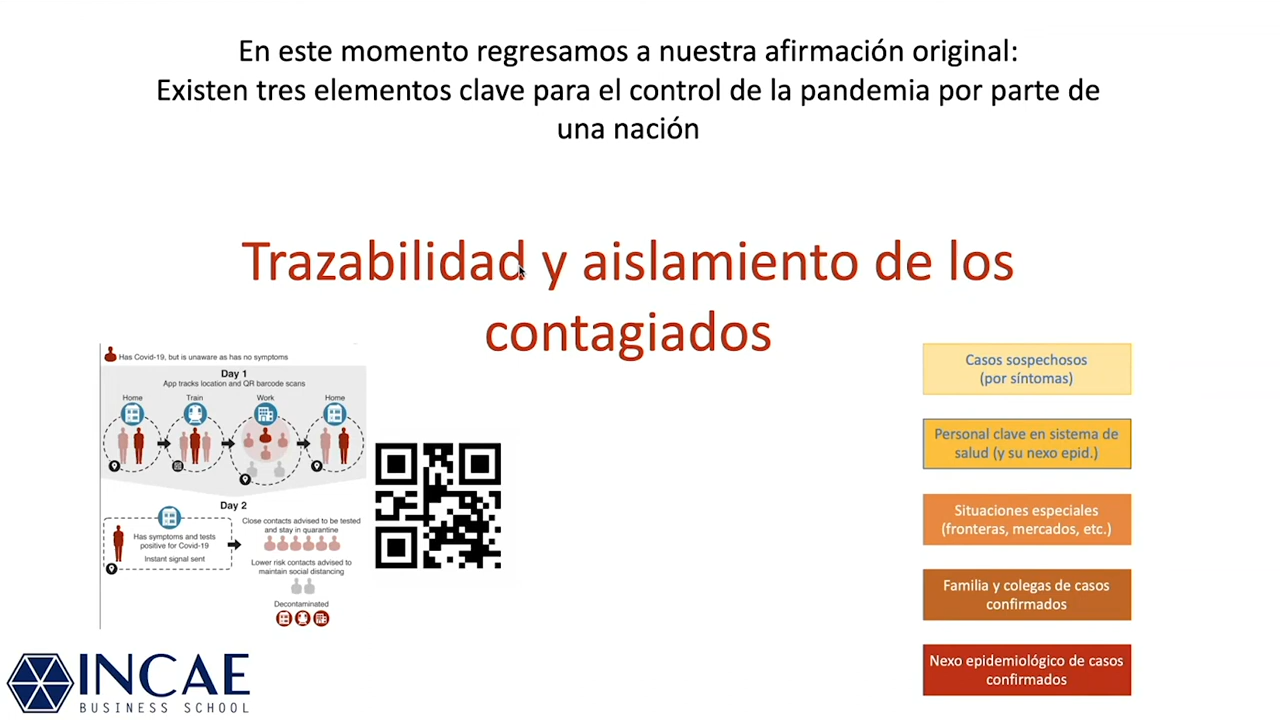 En este momento regresamos a nuestra afirmación original:
Existen tres elementos clave para el control de la pandemia por parte de
una nación
Trazabilidad y aislamiento de los
contagiados
Has Covid-19, but is unaware as has no symptoms
Day 1
App tracks location and QR barcode scans
Home
Train
Work
Home
Day 2
Has symptoms and tests
positive for Covid-19
Instant signal sent
Close contacts advised to be tested
and stay in quarantine
Lower risk contacts advised to
maintain social distancing
Decontaminated
Casos sospechosos
(por síntomas)
Personal clave en sistema de
salud (y su nexo epid.)
Situaciones especiales
(fronteras, mercados, etc.)
Familia y colegas de casos
confirmados
Nexo epidemiológico de casos
confirmados
INCAE
BUSINESS SCHOOL